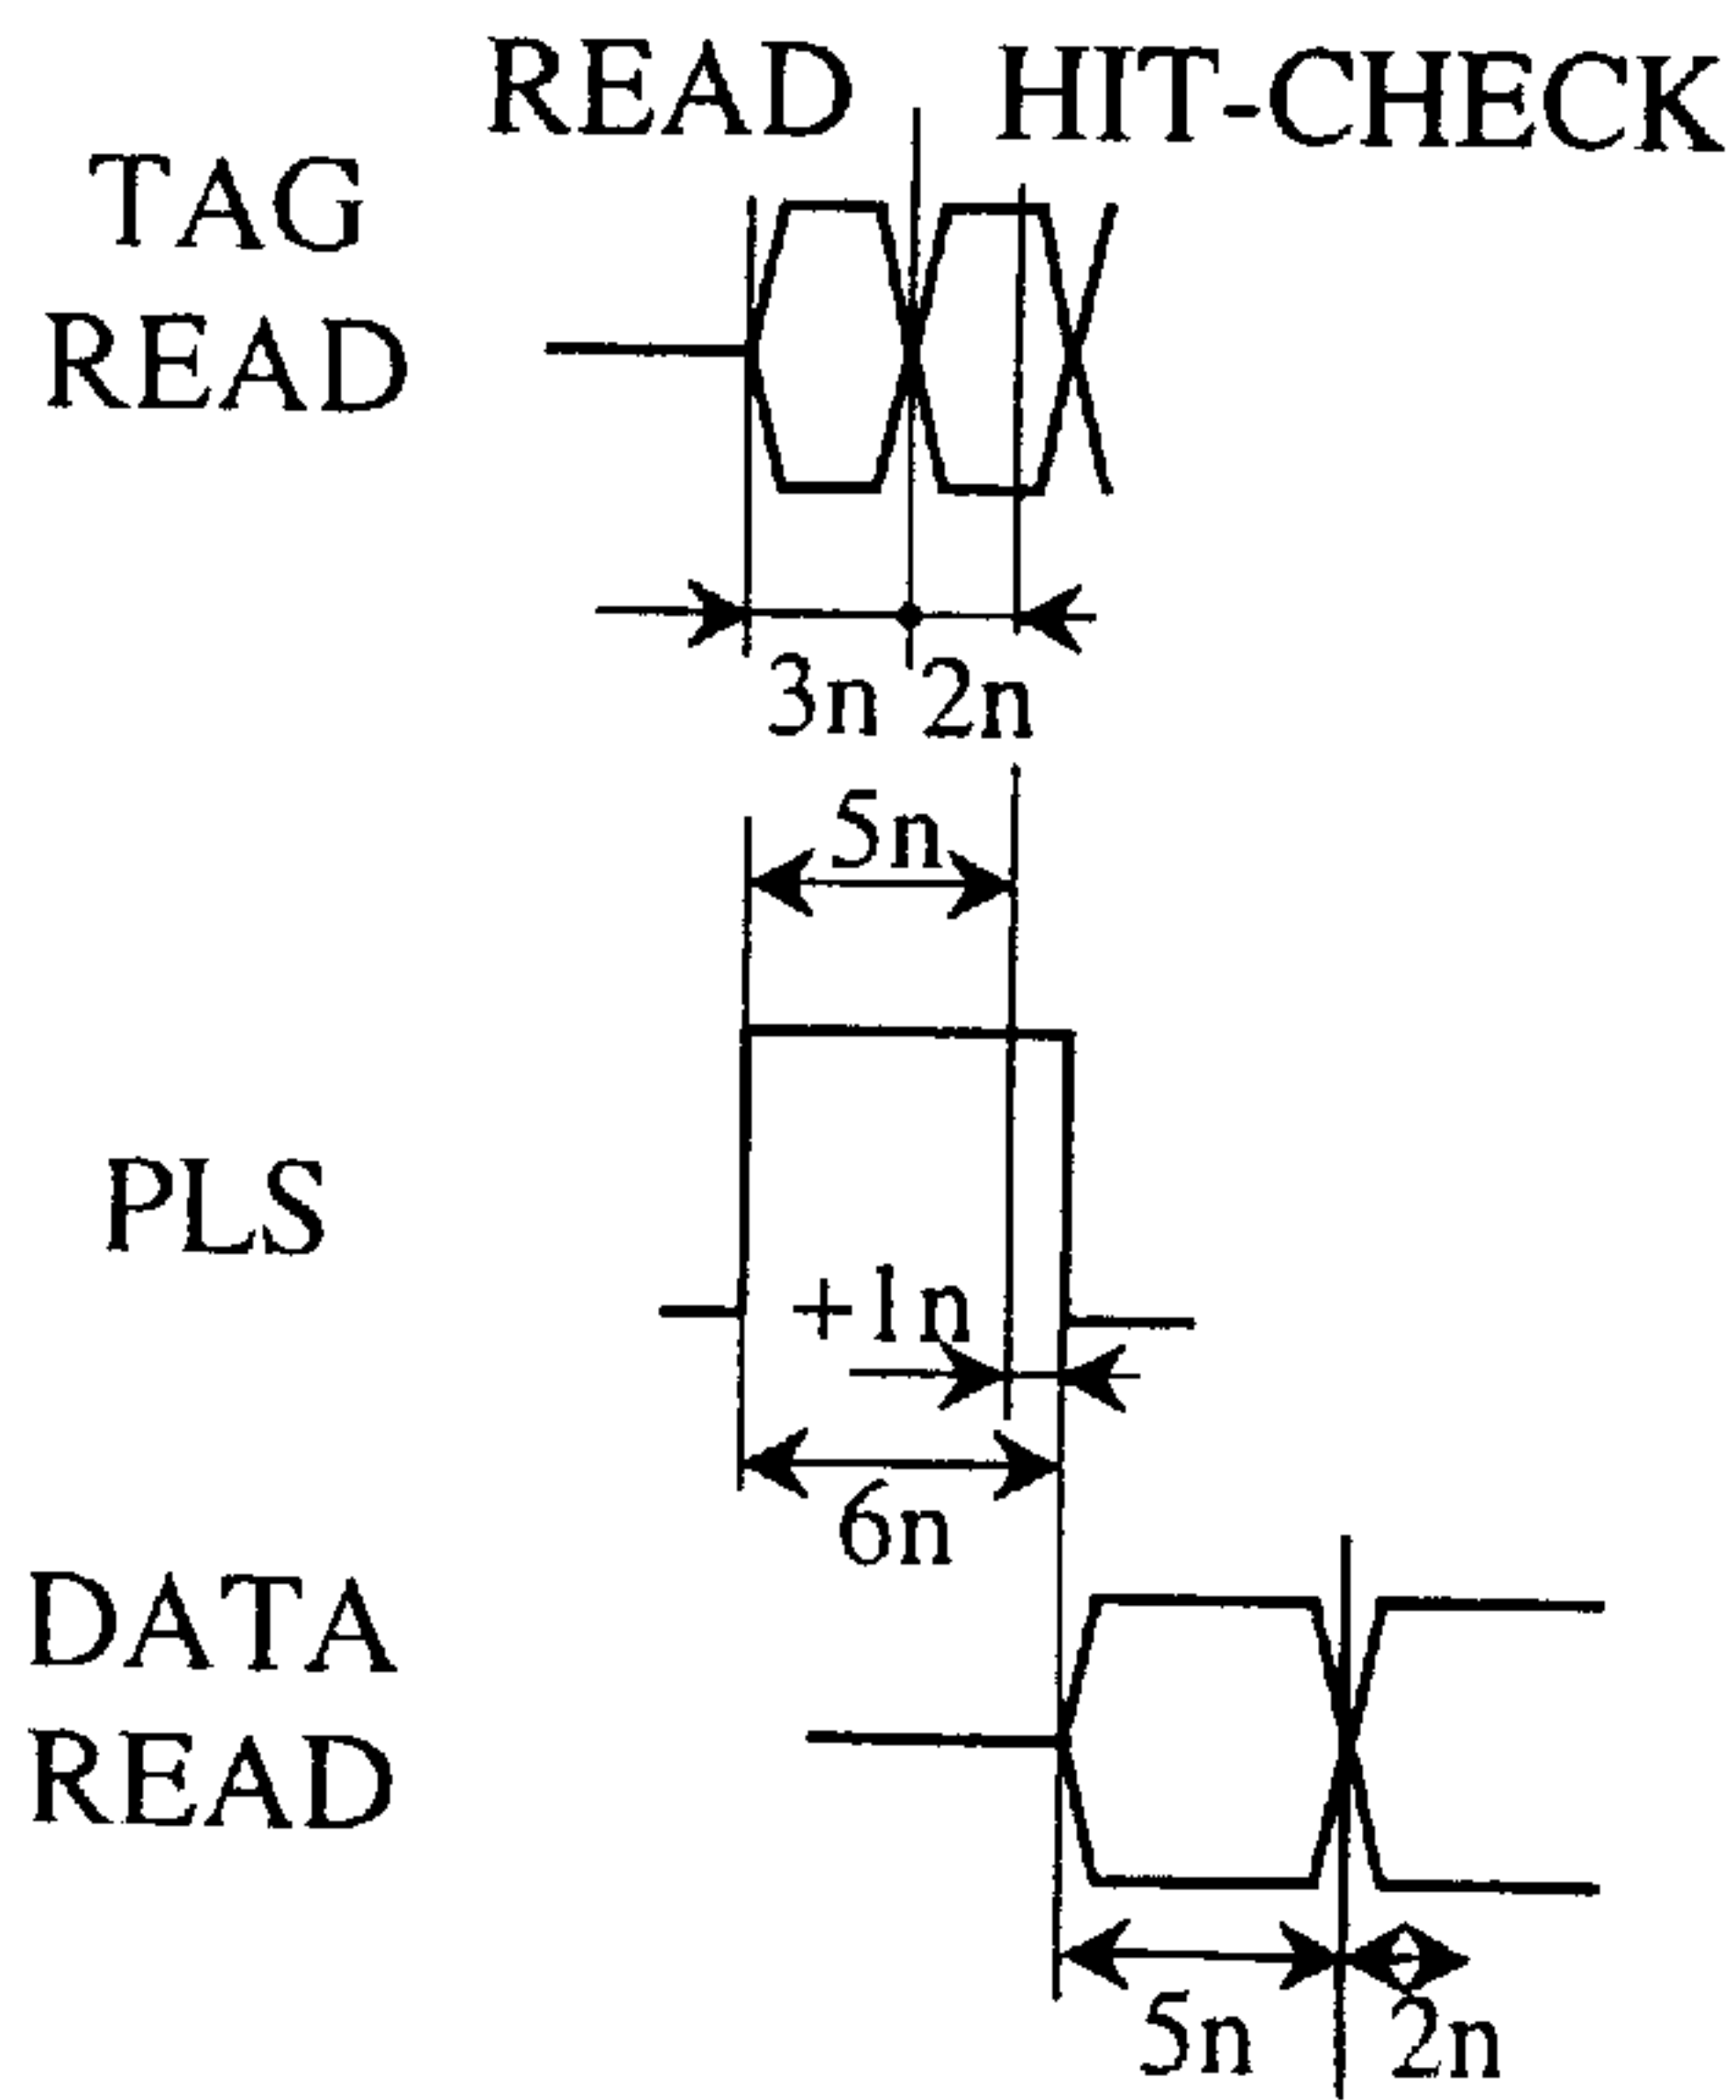 READ HIT-CHECK
TAG
READ
3n 2n
5n
PLS
+1n
6n
DATA
READ
5n 2n